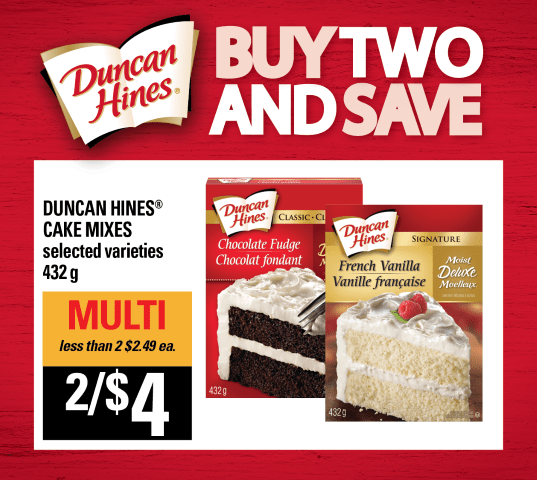 Duncan
Hines®
BUY TWO
AND SAVE
DUNCAN HINES®
CAKE MIXES
selected varieties
432 g
MULTI
less than 2 $2.49 ea.
2/$4
Duncan
Hines
CLASSIC • CL
Chocolate Fudge
Chocolat fondant
432 g
Duncan
Hines
SIGNATURE
French Vanilla
Vanille française
Moist
Deluxe
Moelleux
432 g